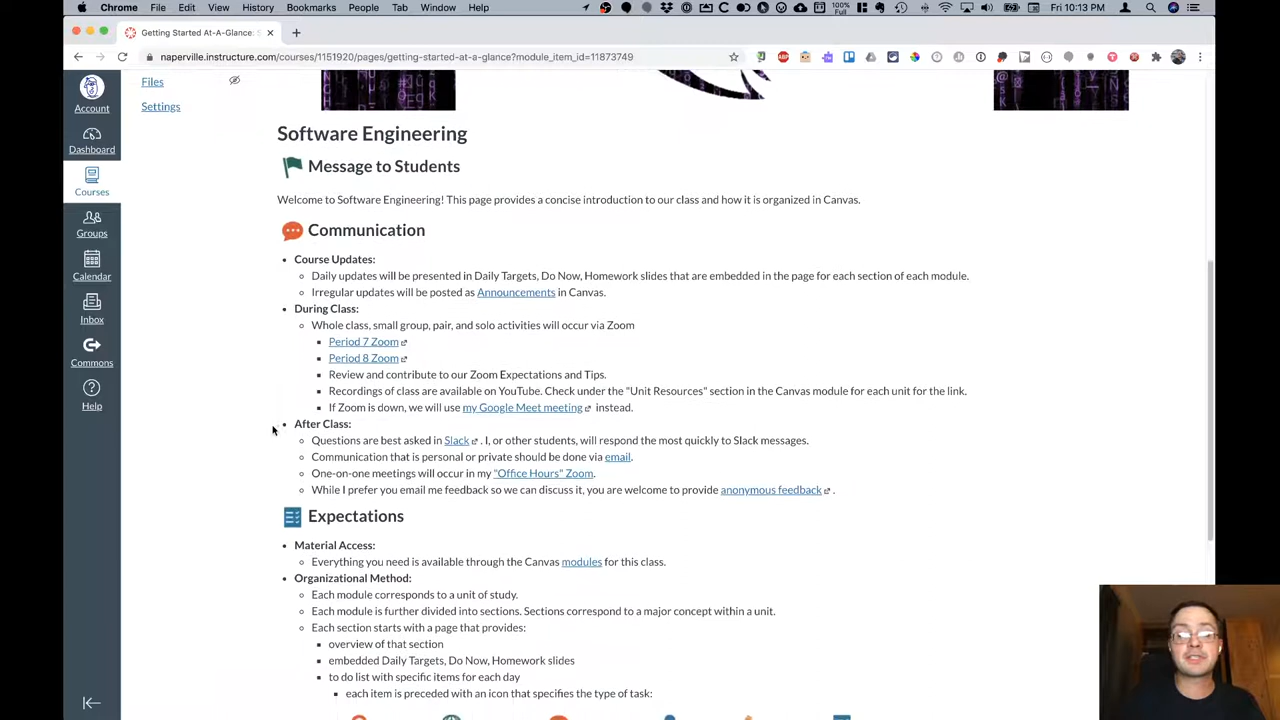 Chrome File Edit View History Bookmarks People Tab Window Help 100% Full Fri 10:13 PM
Getting Started At-A-Glance: S
naperville.instructure.com/courses/1151920/pages/getting-started-at-a-glance?module_item_id=11873749
Account
Dashboard
Courses
Groups
Calendar
Inbox
Commons
Help
Files
Settings
Software Engineering
Message to Students
Welcome to Software Engineering! This page provides a concise introduction to our class and how it is organized in Canvas.
Communication
Course Updates:
Daily updates will be presented in Daily Targets, Do Now, Homework slides that are embedded in the page for each section of each module.
Irregular updates will be posted as Announcements in Canvas.
During Class:
Whole class, small group, pair, and solo activities will occur via Zoom
Period 7 Zoom
Period 8 Zoom
Review and contribute to our Zoom Expectations and Tips.
Recordings of class are available on YouTube. Check under the "Unit Resources" section in the Canvas module for each unit for the link.
If Zoom is down, we will use my Google Meet meeting instead.
After Class:
Questions are best asked in Slack . I, or other students, will respond the most quickly to Slack messages.
Communication that is personal or private should be done via email.
One-on-one meetings will occur in my "Office Hours" Zoom.
While I prefer you email me feedback so we can discuss it, you are welcome to provide anonymous feedback .
Expectations
Material Access:
Everything you need is available through the Canvas modules for this class.
Organizational Method:
Each module corresponds to a unit of study.
Each module is further divided into sections. Sections correspond to a major concept within a unit.
Each section starts with a page that provides:
overview of that section
embedded Daily Targets, Do Now, Homework slides
to do list with specific items for each day
each item is preceded with an icon that specifies the type of task: